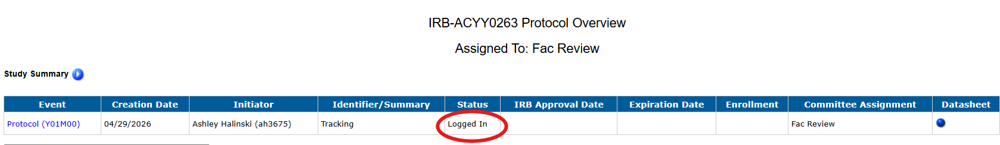 IRB-ACYY0263 Protocol Overview
Assigned To: Fac Review
Study Summary
Event Creation Date Initiator Identifier/Summary Status IRB Approval Date Expiration Date Enrollment Committee Assignment Datasheet
Protocol (Y01M00) 04/29/2026 Ashley Halinski (ah3675) Tracking Logged In Fac Review